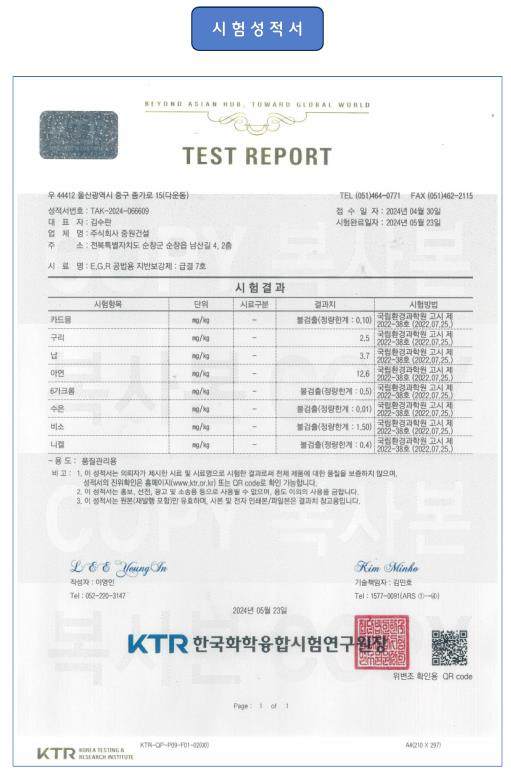 시험성적서
BEYOND ASIAN HUB, TOWARD GLOBAL WORLD
TEST REPORT
우 44412 울산광역시 중구 종가로 15(다운동) TEL (051)464-0771 FAX (051)462-2115
성적서번호 : TAK-2024-066609 접 수 일 자 : 2024년 04월 30일
대 표 자 : 김수란 시험완료일자 : 2024년 05월 23일
업 체 명 : 주식회사 중원건설
주 소 : 전북특별자치도 순창군 순창읍 남산길 4, 2층
시 료 명 : E.G.R 공법용 지반보강제 : 급결 7호
시험결과
시험항목 단위 시료구분 결과치 시험방법
카드뮴 mg/kg - 불검출(정량한계 : 0.10) 국립환경과학원 고시 제 2022-38호 (2022.07.25.)
구리 mg/kg - 2.5 국립환경과학원 고시 제 2022-38호 (2022.07.25.)
납 mg/kg - 3.7 국립환경과학원 고시 제 2022-38호 (2022.07.25.)
아연 mg/kg - 12.6 국립환경과학원 고시 제 2022-38호 (2022.07.25.)
6가크롬 mg/kg - 불검출(정량한계 : 0.5) 국립환경과학원 고시 제 2022-38호 (2022.07.25.)
수은 mg/kg - 불검출(정량한계 : 0.01) 국립환경과학원 고시 제 2022-38호 (2022.07.25.)
비소 mg/kg - 불검출(정량한계 : 1.50) 국립환경과학원 고시 제 2022-38호 (2022.07.25.)
니켈 mg/kg - 불검출(정량한계 : 0.4) 국립환경과학원 고시 제 2022-38호 (2022.07.25.)
- 용 도 : 품질관리용
비 고 : 1. 이 성적서는 의뢰자가 제시한 시료 및 시료명으로 시험한 결과로써 전체 제품에 대한 품질을 보증하지 않으며,
성적서의 진위확인은 홈페이지(www.ktr.or.kr) 또는 QR code로 확인 가능합니다.
2. 이 성적서는 홍보, 선전, 광고 및 소송용 등으로 사용될 수 없으며, 용도 이외의 사용을 금합니다.
3. 이 성적서는 원본(재발행 포함)만 유효하며, 사본 및 전자 인쇄본/파일본은 결과치 참고용입니다.
LEE YoungIn Kim Minho
작성자 : 이영인 기술책임자 : 김민호
Tel : 052-220-3147 Tel : 1577-0091(ARS ①→④)
2024년 05월 23일
KTR 한국화학융합시험연구원장
위변조 확인용 QR code
Page : 1 of 1
KTR KOREA TESTING & RESEARCH INSTITUTE KTR-QP-P09-F01-02(00) A4(210 X 297)
COPY 복사본